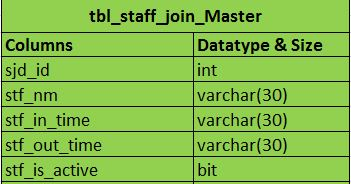 tbl_staff_join_Master
Columns Datatype & Size
sjd_id int
stf_nm varchar(30)
stf_in_time varchar(30)
stf_out_time varchar(30)
stf_is_active bit